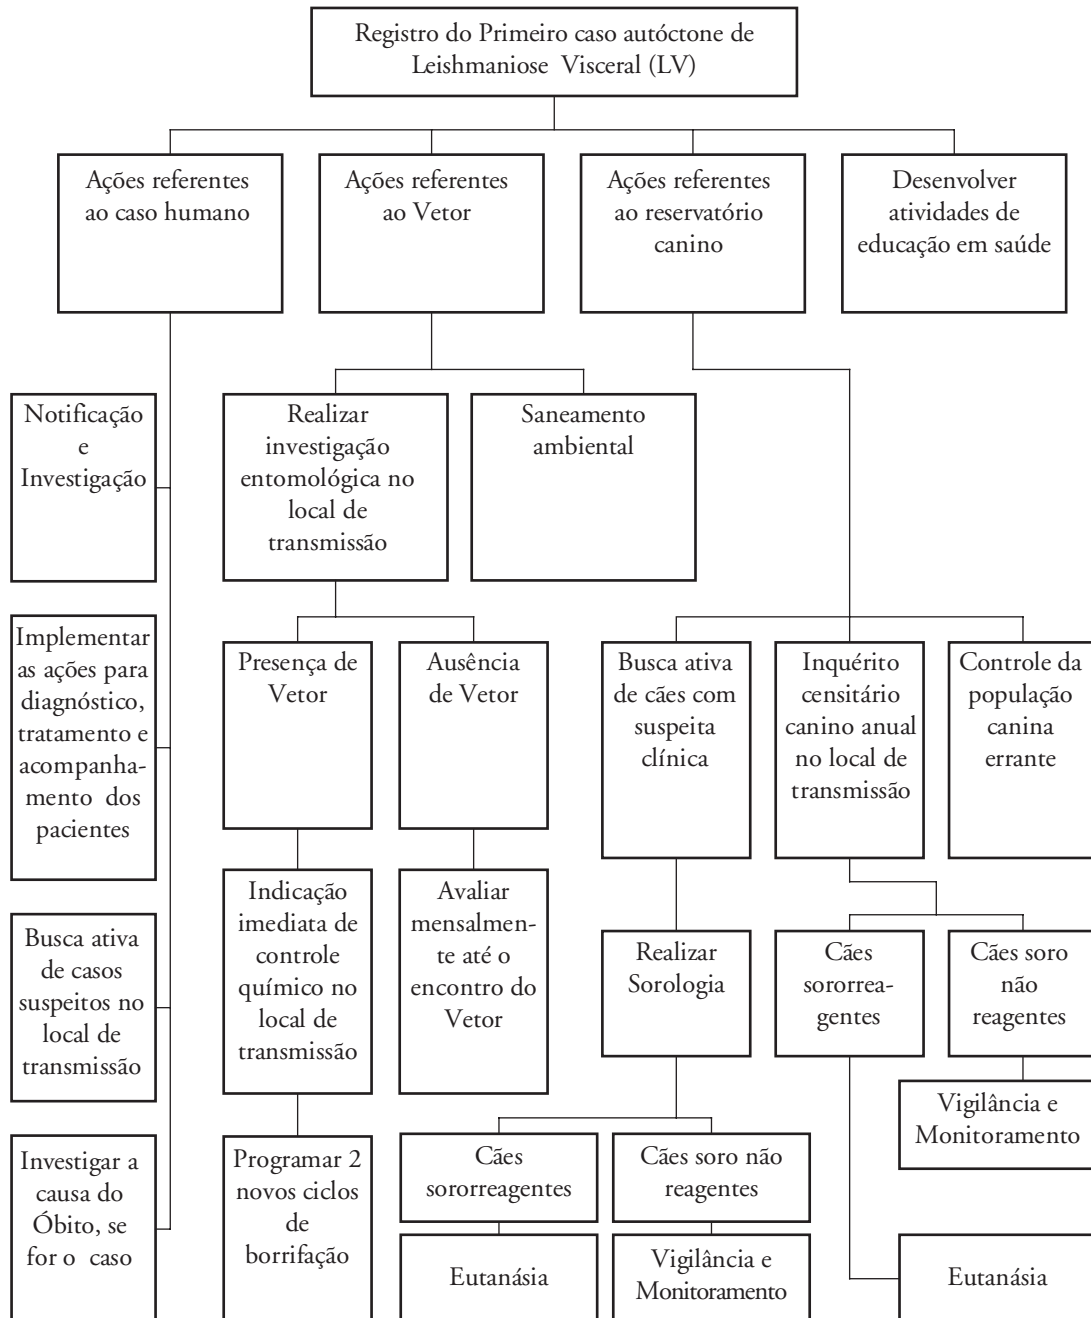 Registro do Primeiro caso autóctone de
Leishmaniose Visceral (LV)
Ações referentes
ao caso humano
Ações referentes
ao Vetor
Ações referentes
ao reservatório
canino
Desenvolver
atividades de
educação em saúde
Notificação
e
Investigação
Realizar
investigação
entomológica no
local de
transmissão
Saneamento
ambiental
Implementar
as ações para
diagnóstico,
tratamento e
acompanha-
mento dos
pacientes
Presença de
Vetor
Ausência
de Vetor
Busca ativa
de cães com
suspeita
clínica
Inquérito
censitário
canino anual
no local de
transmissão
Controle da
população
canina
errante
Indicação
imediata de
controle
químico no
local de
transmissão
Avaliar
mensalmen-
te até o
encontro do
Vetor
Busca ativa
de casos
suspeitos no
local de
transmissão
Realizar
Sorologia
Cães
sororrea-
gentes
Cães soro
não
reagentes
Vigilância e
Monitoramento
Investigar a
causa do
Óbito, se
for o caso
Programar 2
novos ciclos
de
borrifação
Cães
sororreagentes
Cães soro não
reagentes
Eutanásia
Vigilância e
Monitoramento
Eutanásia